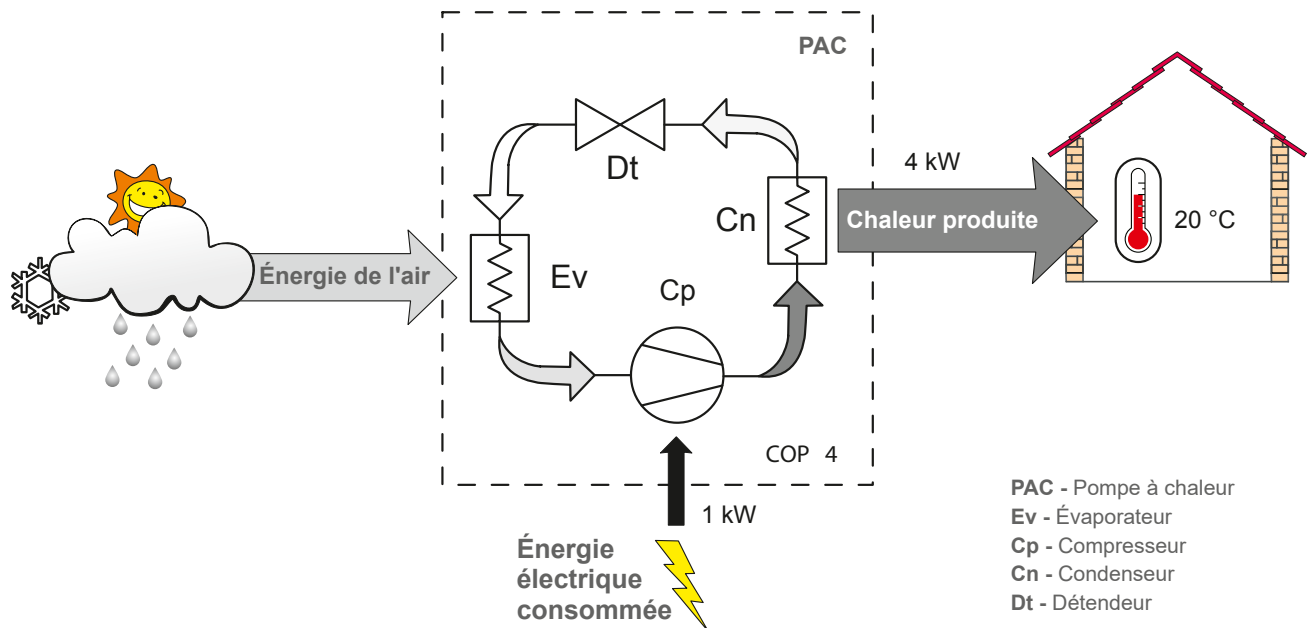 PAC
Dt
4 kW
Cn
Chaleur produite
20 °C
Énergie de l'air
Ev
Cp
COP 4
1 kW
Énergie
électrique
consommée
PAC - Pompe à chaleur
Ev - Évaporateur
Cp - Compresseur
Cn - Condenseur
Dt - Détendeur